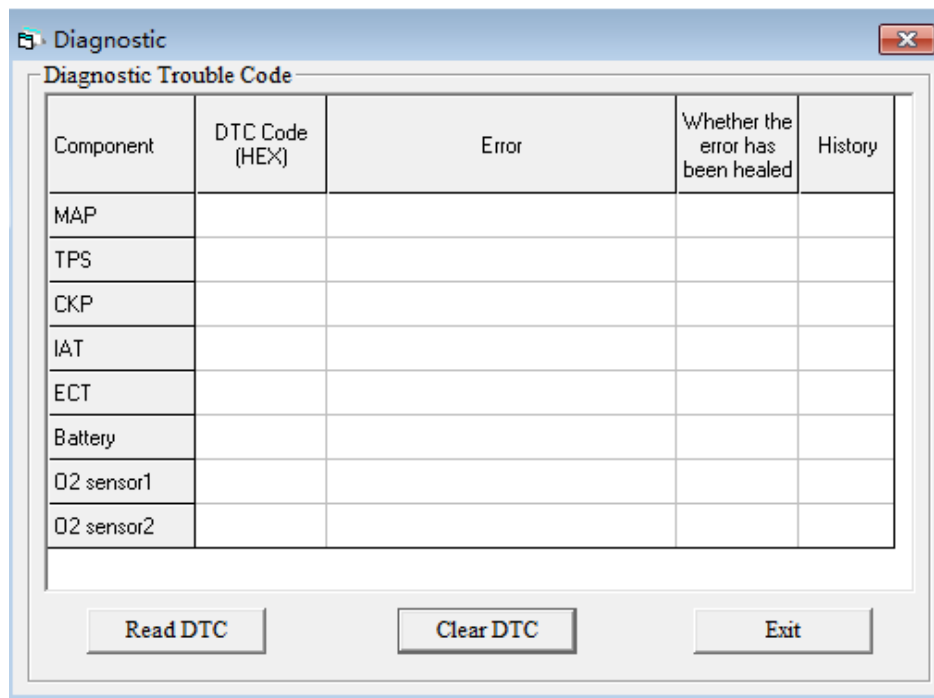 Diagnostic
Diagnostic Trouble Code
Component
DTC Code
(HEX)
Error
Whether the
error has
been healed
History
MAP
TPS
CKP
IAT
ECT
Battery
O2 sensor1
O2 sensor2
Read DTC
Clear DTC
Exit